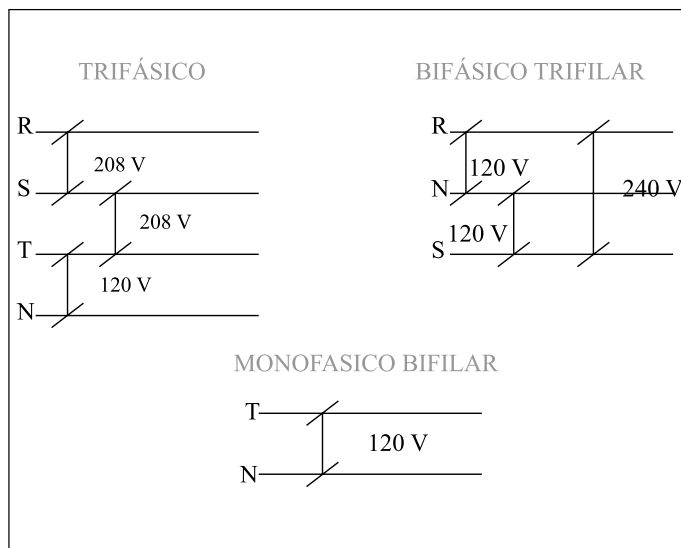 TRIFÁSICO
R
208 V
S
208 V
T
120 V
N
BIFÁSICO TRIFILAR
R
120 V
N
240 V
120 V
S
MONOFASICO BIFILAR
T
120 V
N